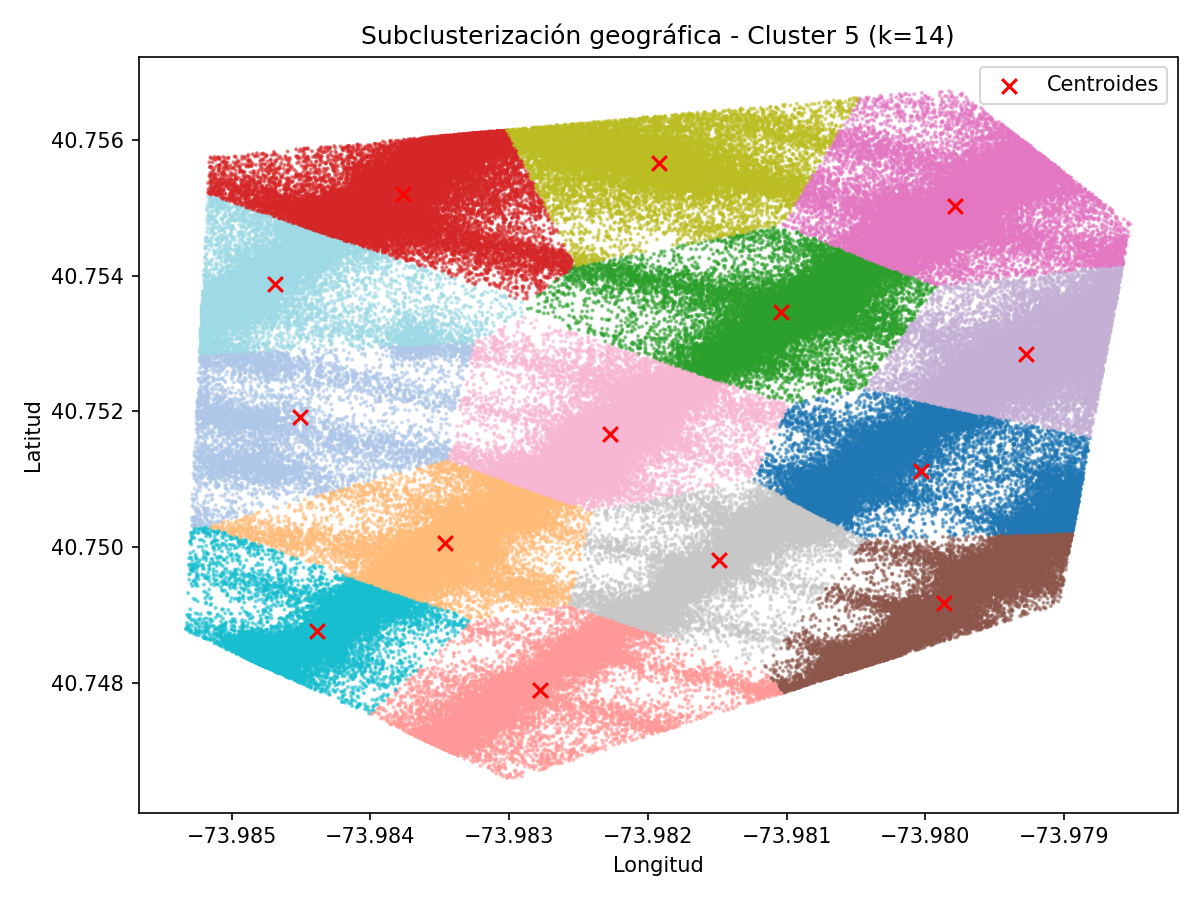 Subclusterización geográfica - Cluster 5 (k=14)
Centroides
40.756
40.754
40.752
40.750
40.748
Latitud
−73.985 −73.984 −73.983 −73.982 −73.981 −73.980 −73.979
Longitud